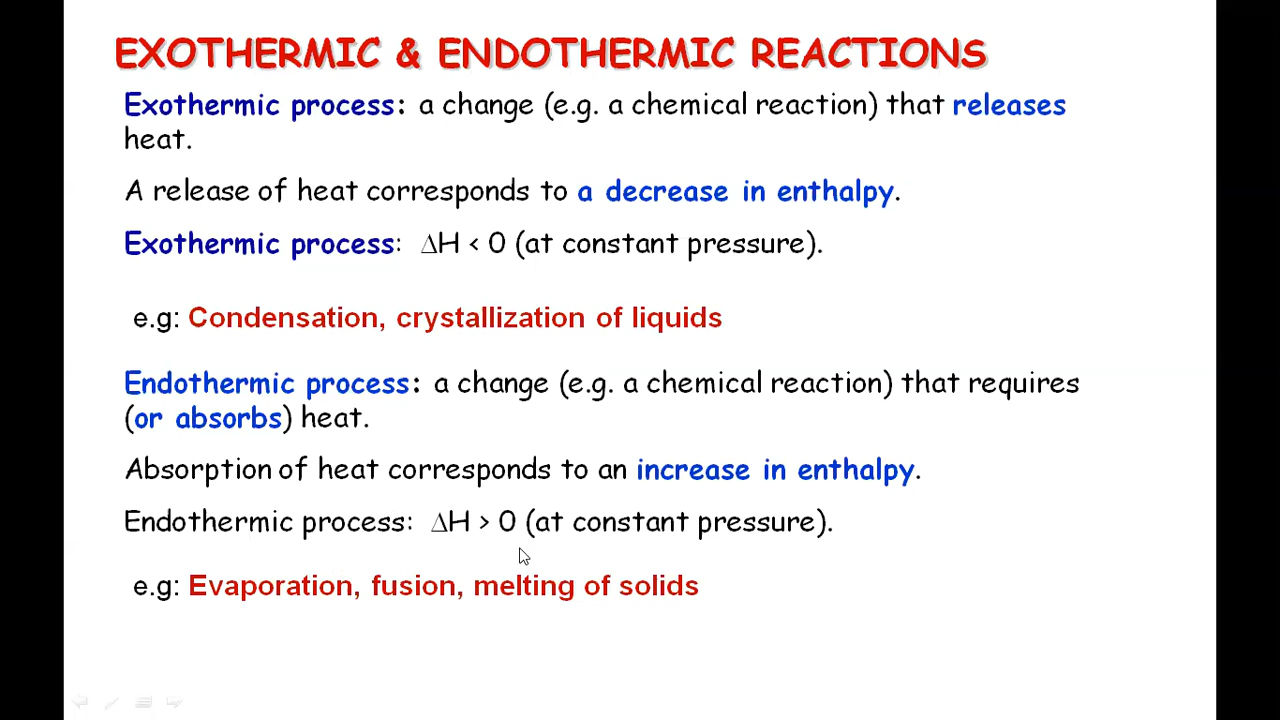 EXOTHERMIC & ENDOTHERMIC REACTIONS
Exothermic process: a change (e.g. a chemical reaction) that releases
heat.
A release of heat corresponds to a decrease in enthalpy.
Exothermic process: ΔH < 0 (at constant pressure).
e.g: Condensation, crystallization of liquids
Endothermic process: a change (e.g. a chemical reaction) that requires
(or absorbs) heat.
Absorption of heat corresponds to an increase in enthalpy.
Endothermic process: ΔH > 0 (at constant pressure).
e.g: Evaporation, fusion, melting of solids